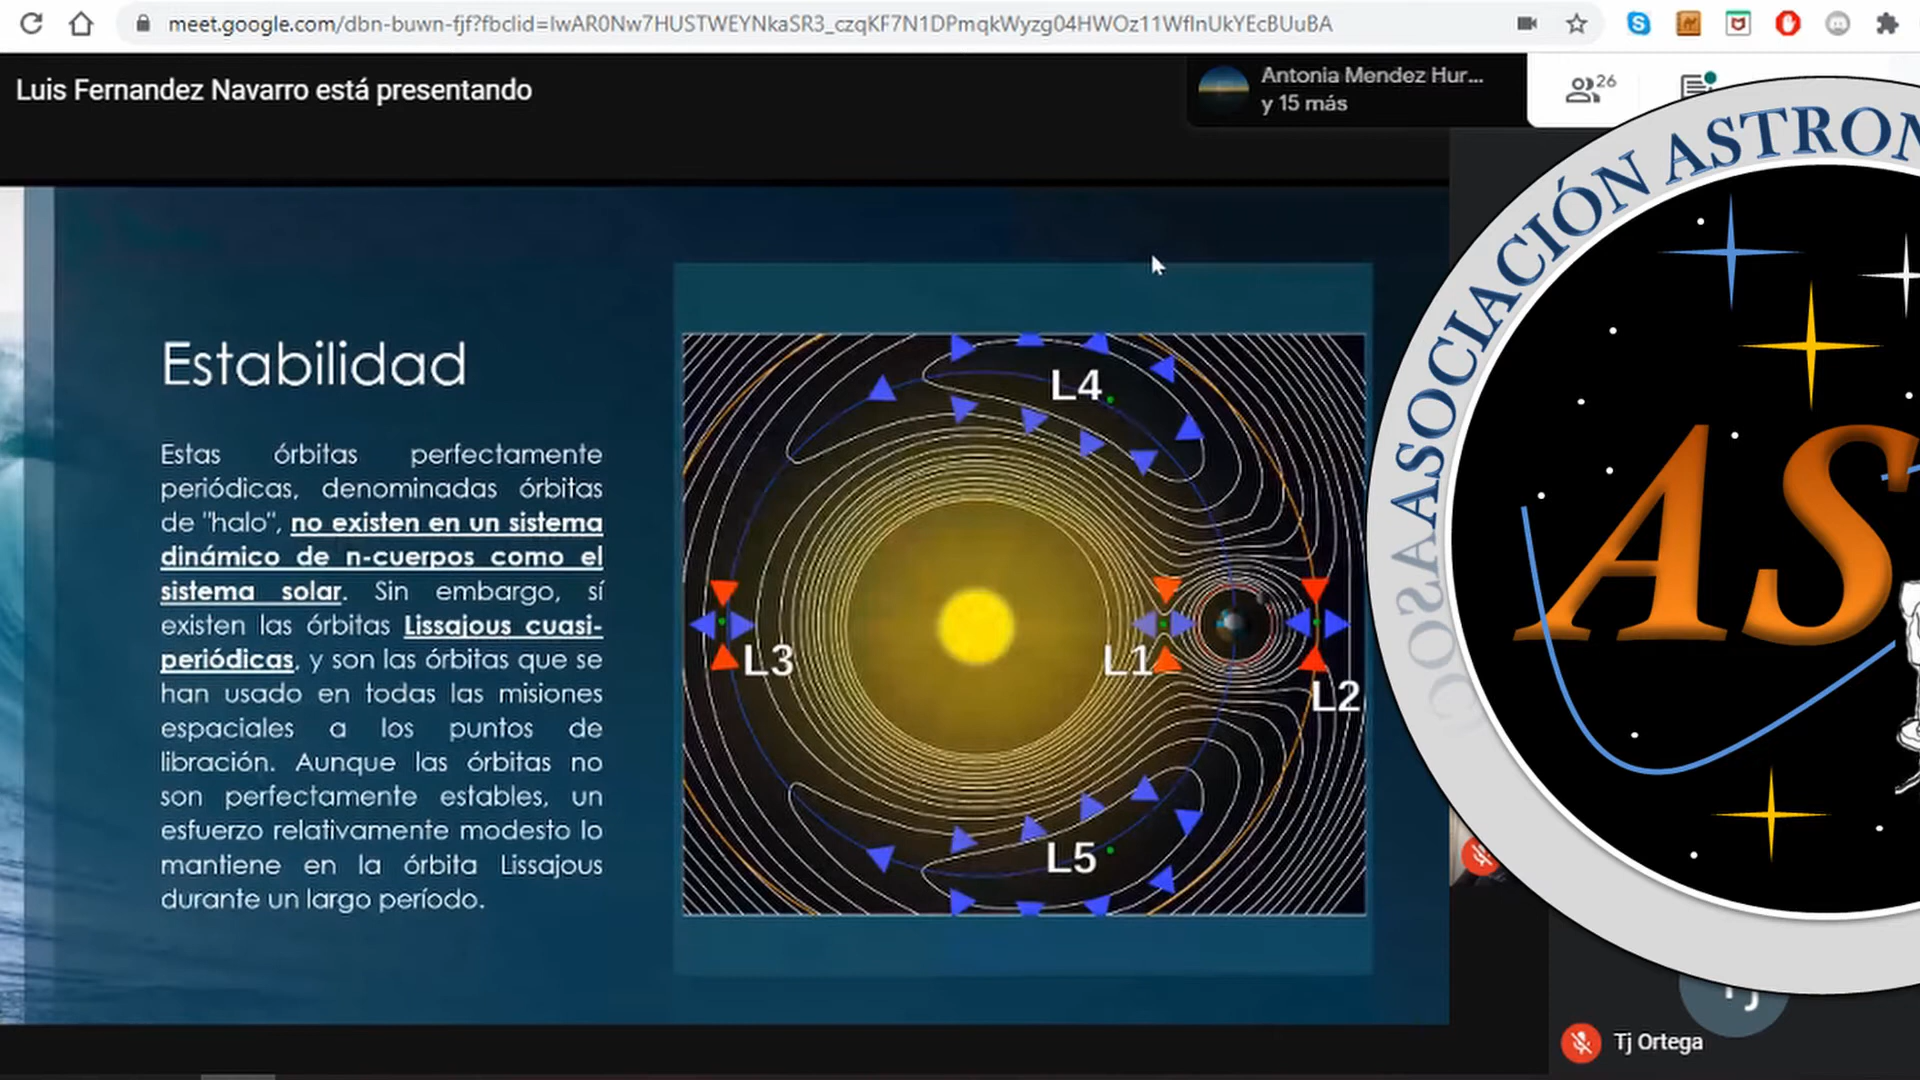 meet.google.com/dbn-buwn-fjf?fbclid=IwAR0Nw7HUSTWEYNkaSR3_czqKF7N1DPmqkWyzg04HWOz11WfInUkYEcBUuBA
Luis Fernandez Navarro está presentando
Antonia Mendez Hur...
y 15 más
26
ASOCIACIÓN ASTRON
Estabilidad
Estas órbitas perfectamente
periódicas, denominadas órbitas
de "halo", no existen en un sistema
dinámico de n-cuerpos como el
sistema solar. Sin embargo, sí
existen las órbitas Lissajous cuasi-
periódicas, y son las órbitas que se
han usado en todas las misiones
espaciales a los puntos de
libración. Aunque las órbitas no
son perfectamente estables, un
esfuerzo relativamente modesto lo
mantiene en la órbita Lissajous
durante un largo período.
L4
L3
L1
L2
L5
AS
Tj Ortega